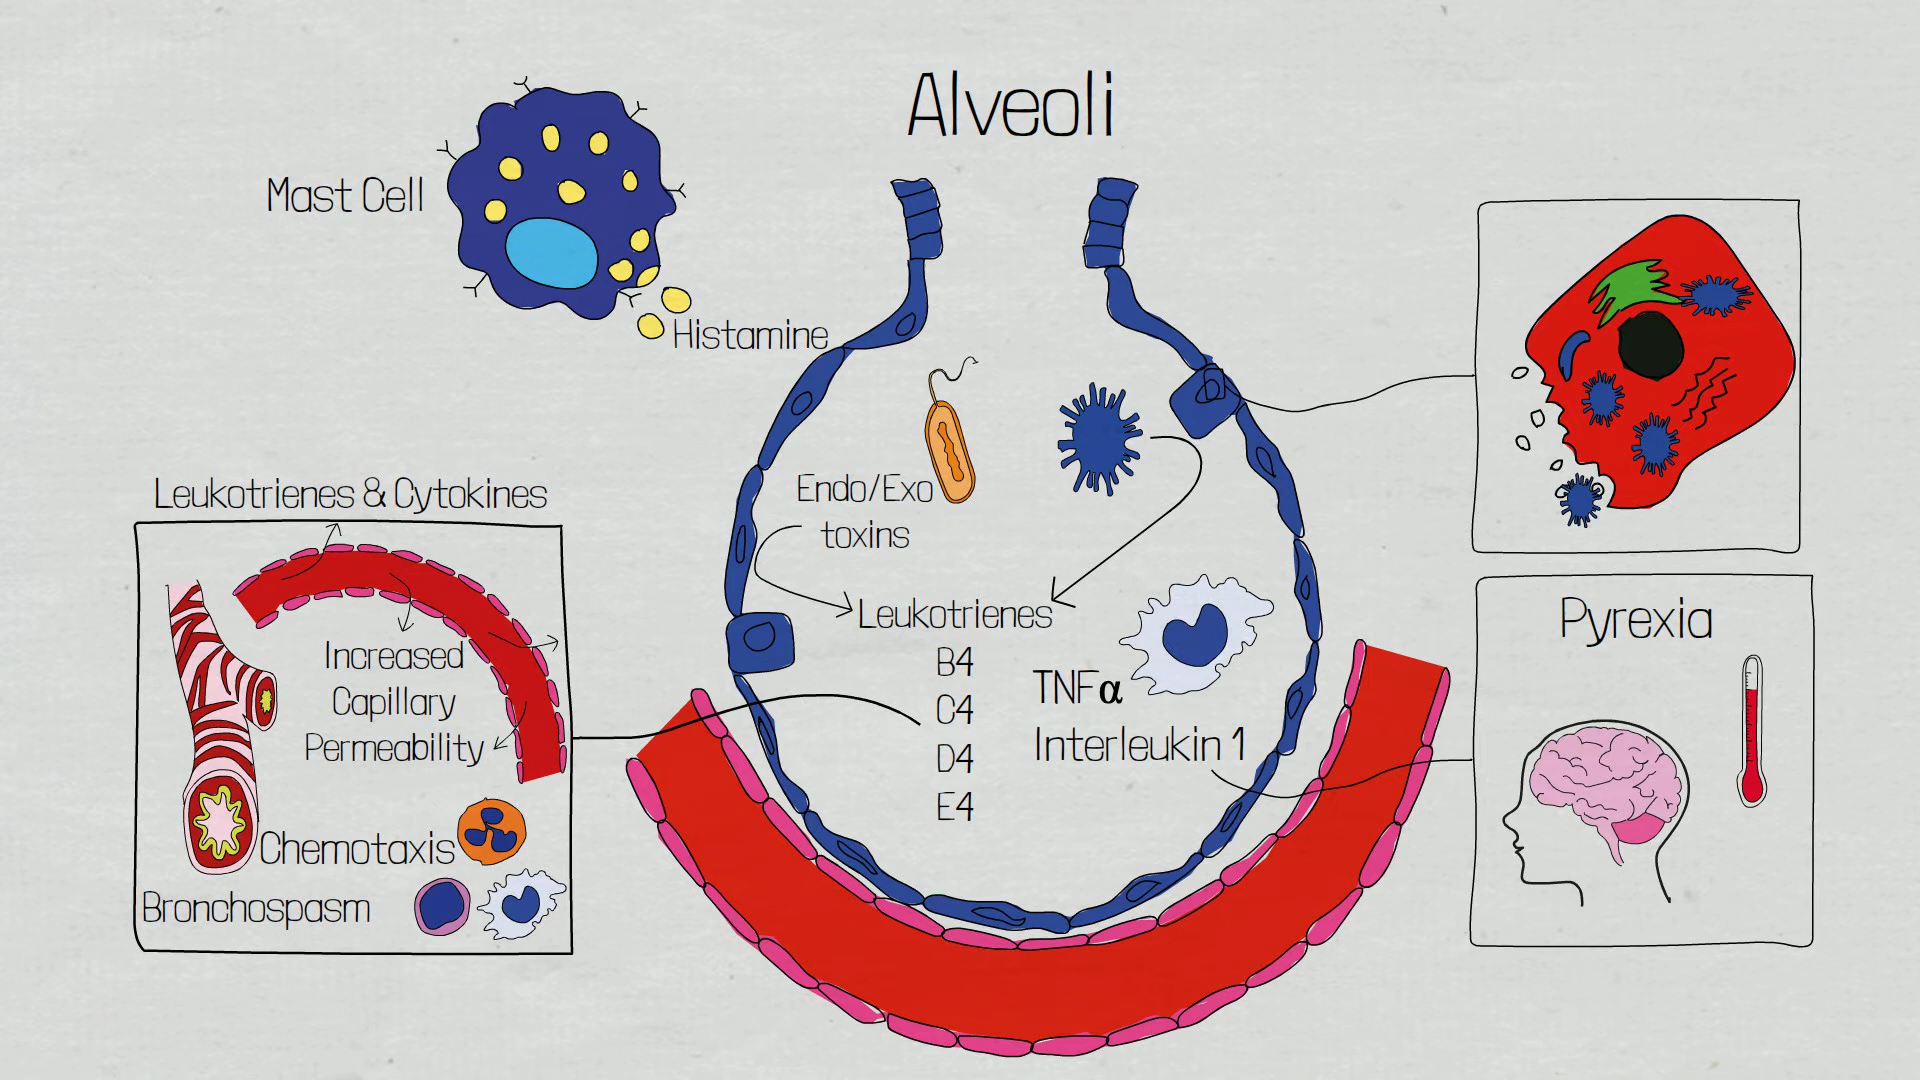 Alveoli
Mast Cell
Histamine
Endo/Exo
toxins
Leukotrienes
B4
C4
D4
E4
TNFα
Interleukin 1
Leukotrienes & Cytokines
Increased
Capillary
Permeability
Chemotaxis
Bronchospasm
Pyrexia